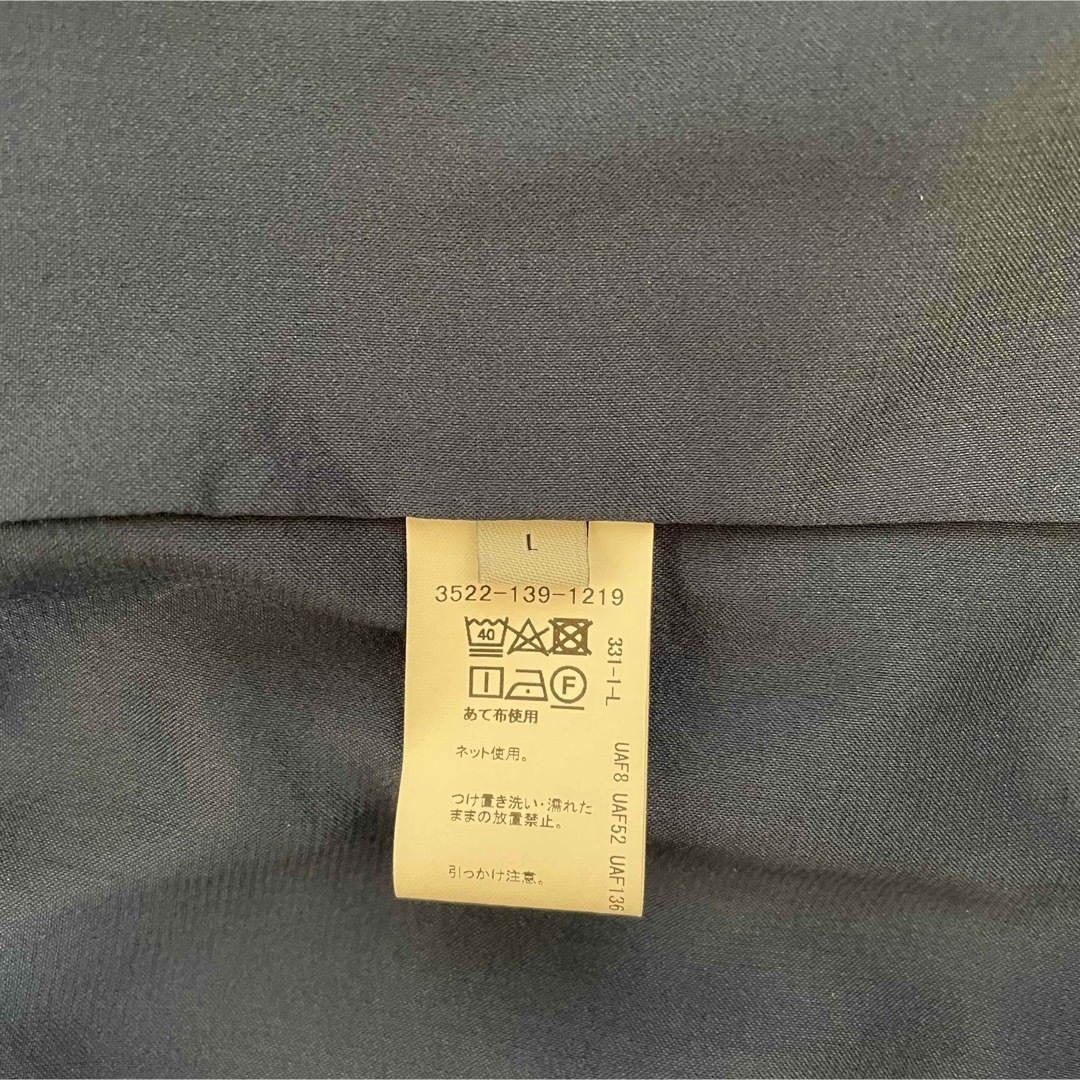 L
3522-139-1219
40
F
あて布使用
ネット使用。
つけ置き洗い・濡れた
ままの放置禁止。
引っかけ注意。
331-1-L
UAF8 UAF52 UAF136